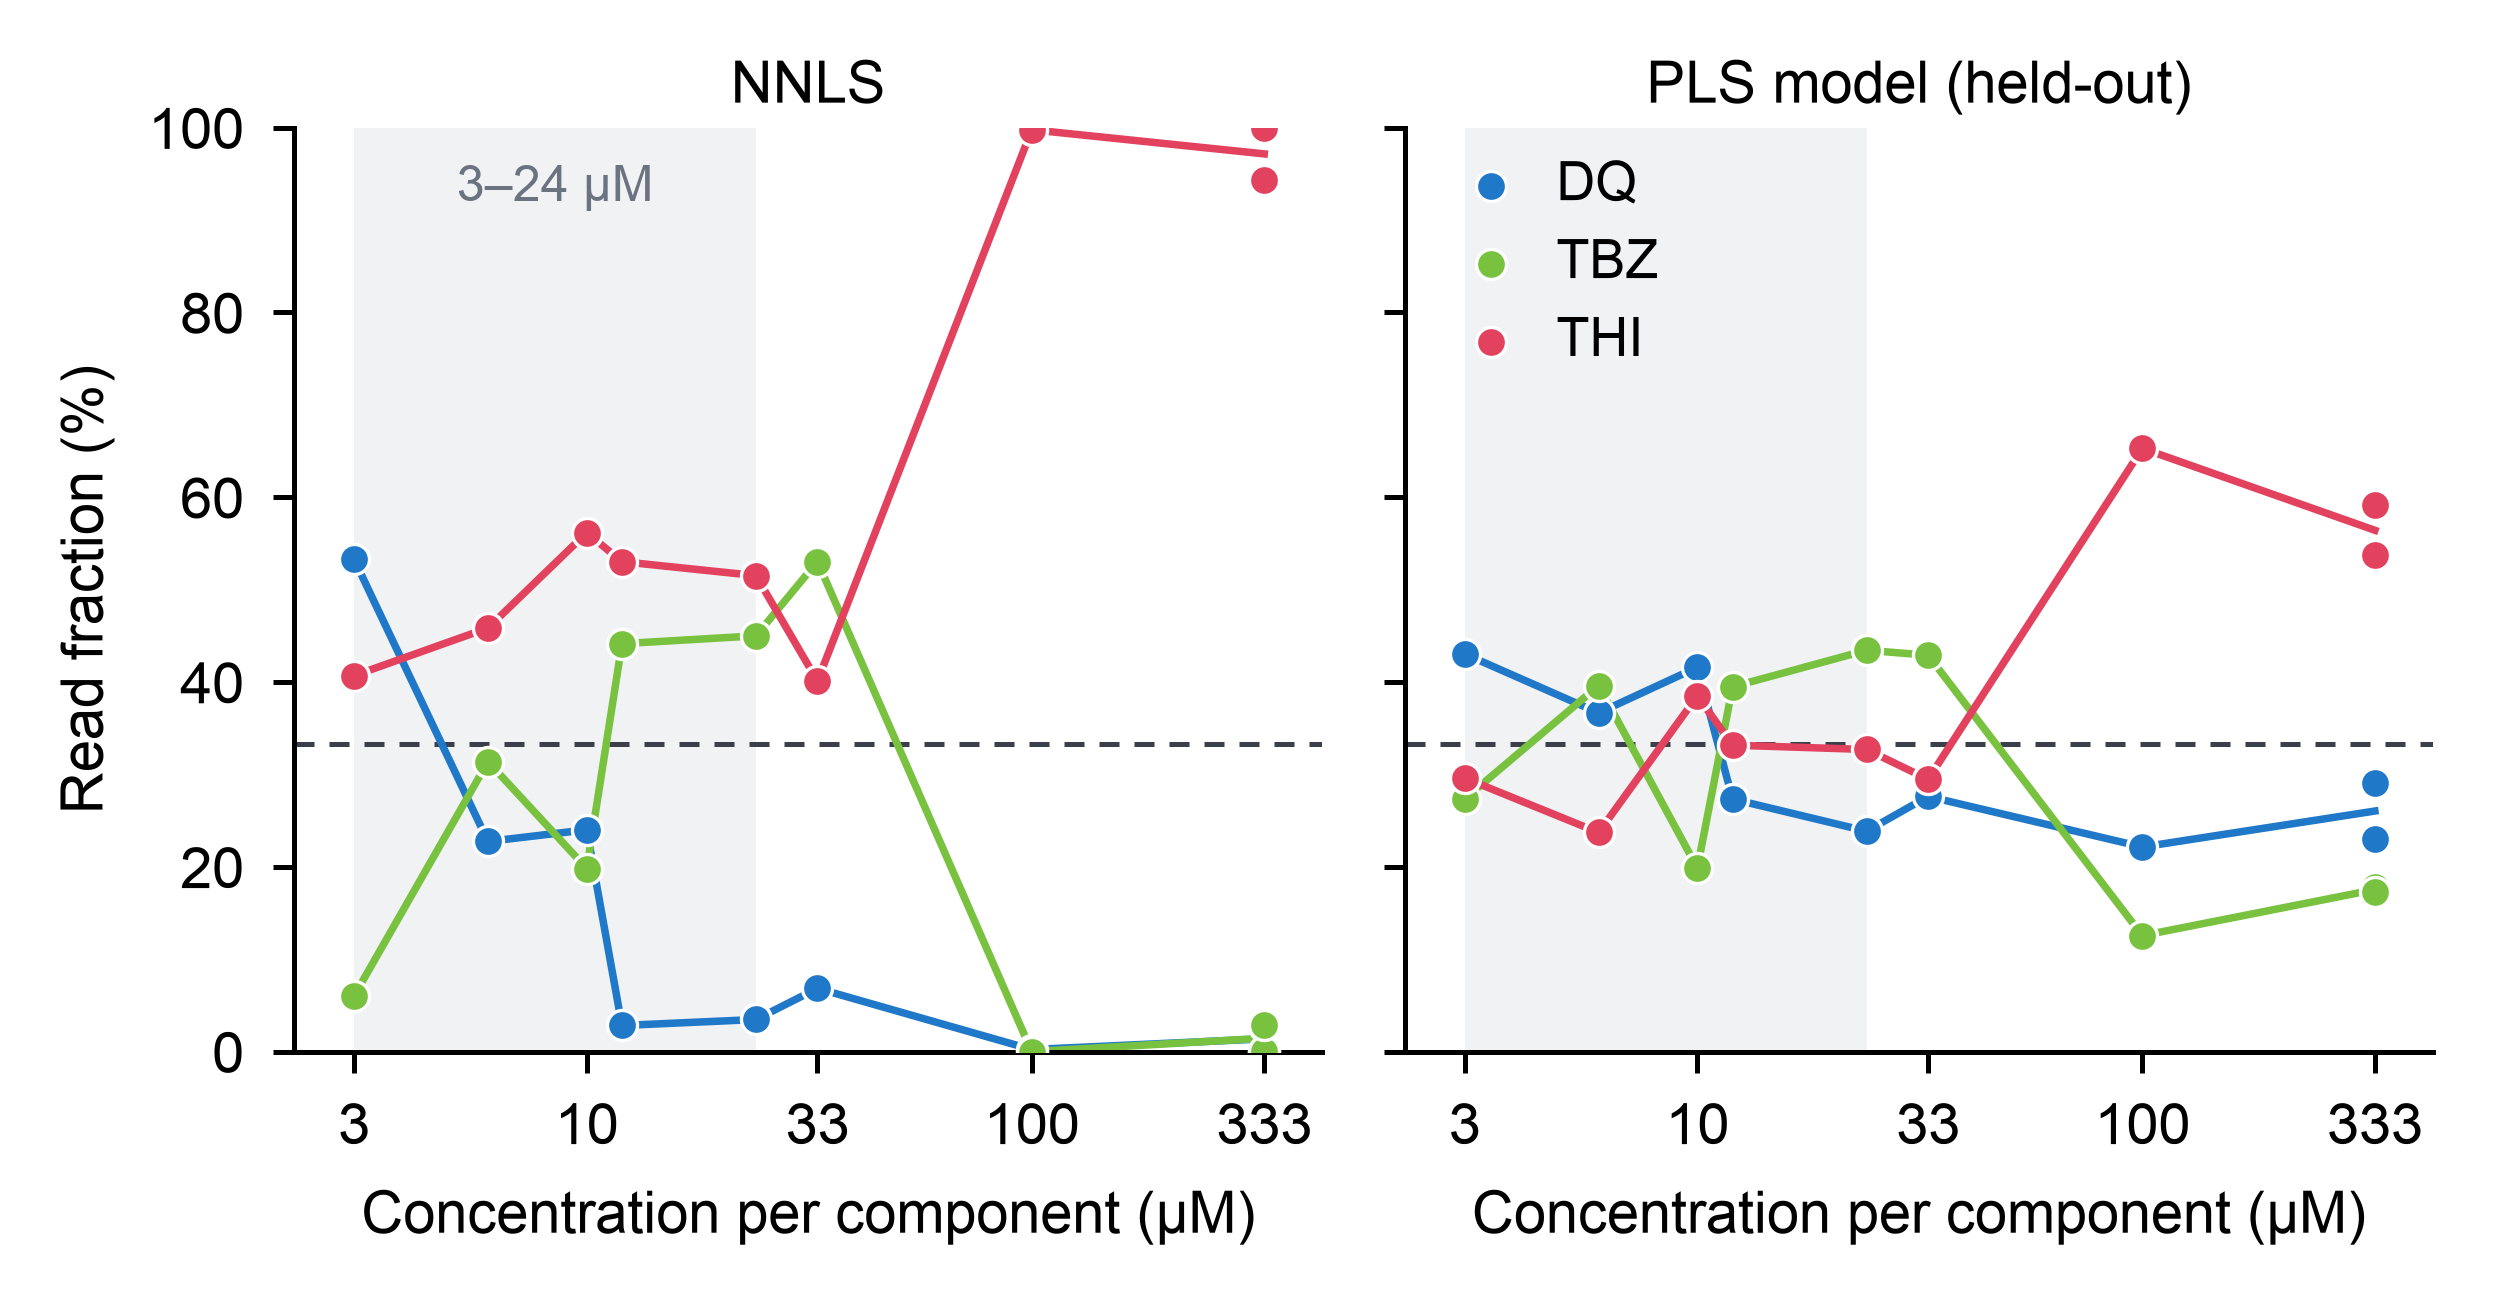 NNLS
PLS model (held-out)
100
80
60
40
20
0
Read fraction (%)
3–24 µM
DQ
TBZ
THI
3 10 33 100 333
3 10 33 100 333
Concentration per component (µM)
Concentration per component (µM)